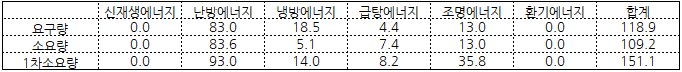 신재생에너지 난방에너지 냉방에너지 급탕에너지 조명에너지 환기에너지 합계
요구량 0.0 83.0 18.5 4.4 13.0 0.0 118.9
소요량 0.0 83.6 5.1 7.4 13.0 0.0 109.2
1차소요량 0.0 93.0 14.0 8.2 35.8 0.0 151.1